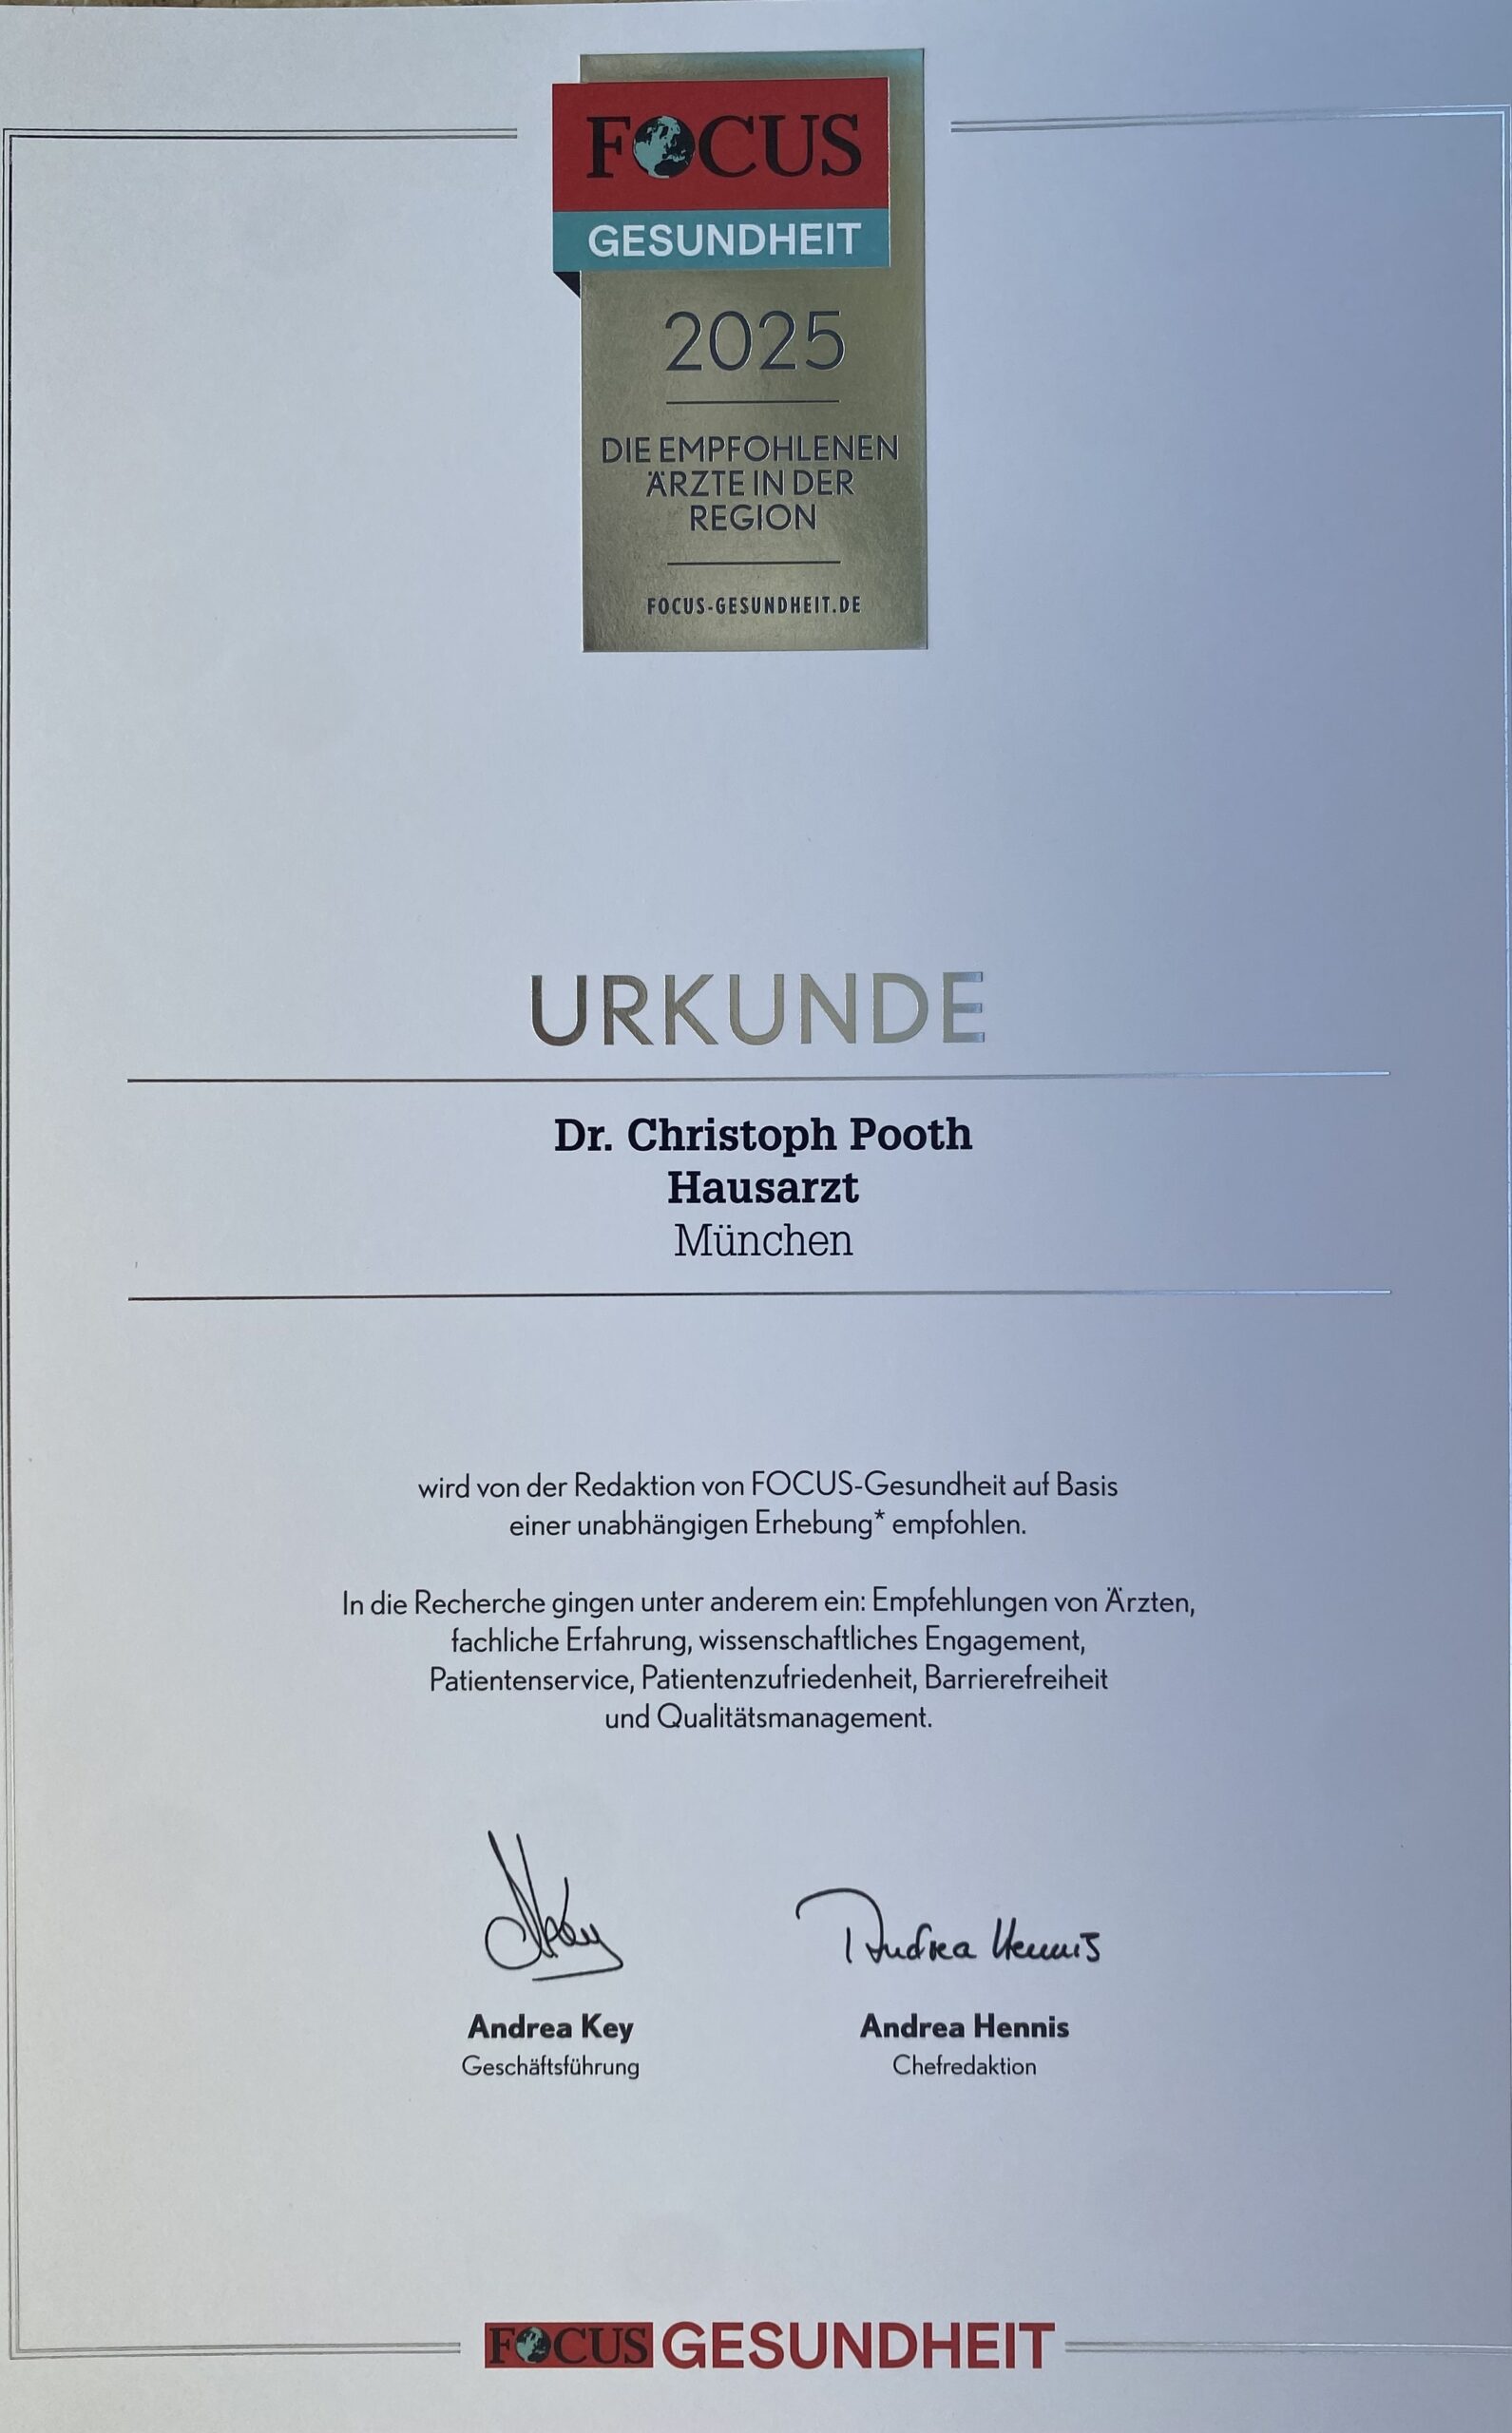 FOCUS
GESUNDHEIT
2025
DIE EMPFOHLENEN
ÄRZTE IN DER
REGION
FOCUS-GESUNDHEIT.DE
URKUNDE
Dr. Christoph Pooth
Hausarzt
München
wird von der Redaktion von FOCUS-Gesundheit auf Basis
einer unabhängigen Erhebung* empfohlen.
In die Recherche gingen unter anderem ein: Empfehlungen von Ärzten,
fachliche Erfahrung, wissenschaftliches Engagement,
Patientenservice, Patientenzufriedenheit, Barrierefreiheit
und Qualitätsmanagement.
AKey
Andrea Hennis
Andrea Key
Geschäftsführung
Andrea Hennis
Chefredaktion
FOCUS GESUNDHEIT